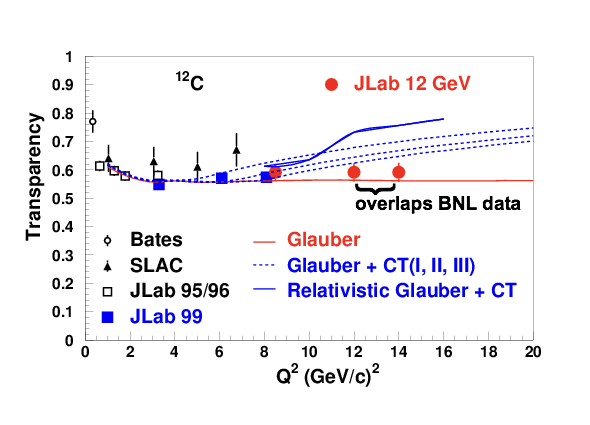 1
0.9
0.8
0.7
0.6
0.5
0.4
0.3
0.2
0.1
0
Transparency
¹²C
JLab 12 GeV
overlaps BNL data
Bates
SLAC
JLab 95/96
JLab 99
Glauber
Glauber + CT(I, II, III)
Relativistic Glauber + CT
0 2 4 6 8 10 12 14 16 18 20
Q² (GeV/c)²